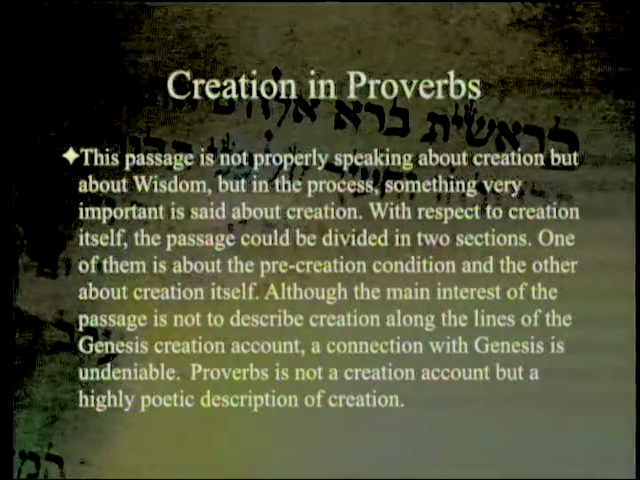 Creation in Proverbs
בראשית ברא אלהים
✦This passage is not properly speaking about creation but
about Wisdom, but in the process, something very
important is said about creation. With respect to creation
itself, the passage could be divided in two sections. One
of them is about the pre-creation condition and the other
about creation itself. Although the main interest of the
passage is not to describe creation along the lines of the
Genesis creation account, a connection with Genesis is
undeniable. Proverbs is not a creation account but a
highly poetic description of creation.